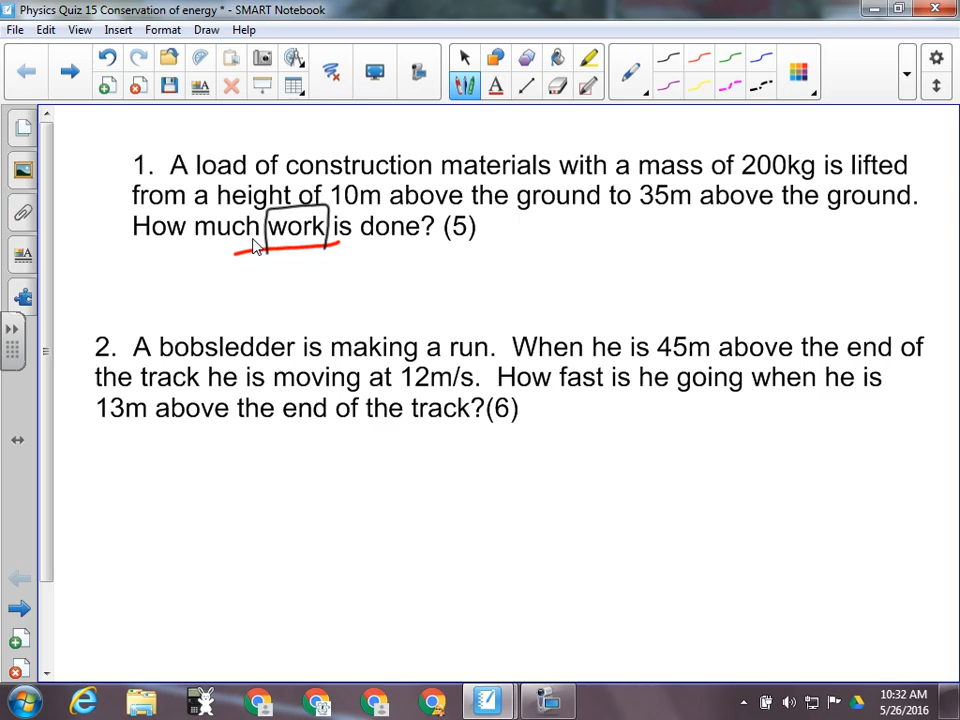 Physics Quiz 15 Conservation of energy * - SMART Notebook
File Edit View Insert Format Draw Help
1. A load of construction materials with a mass of 200kg is lifted
from a height of 10m above the ground to 35m above the ground.
How much work is done? (5)
2. A bobsledder is making a run. When he is 45m above the end of
the track he is moving at 12m/s. How fast is he going when he is
13m above the end of the track?(6)
10:32 AM
5/26/2016